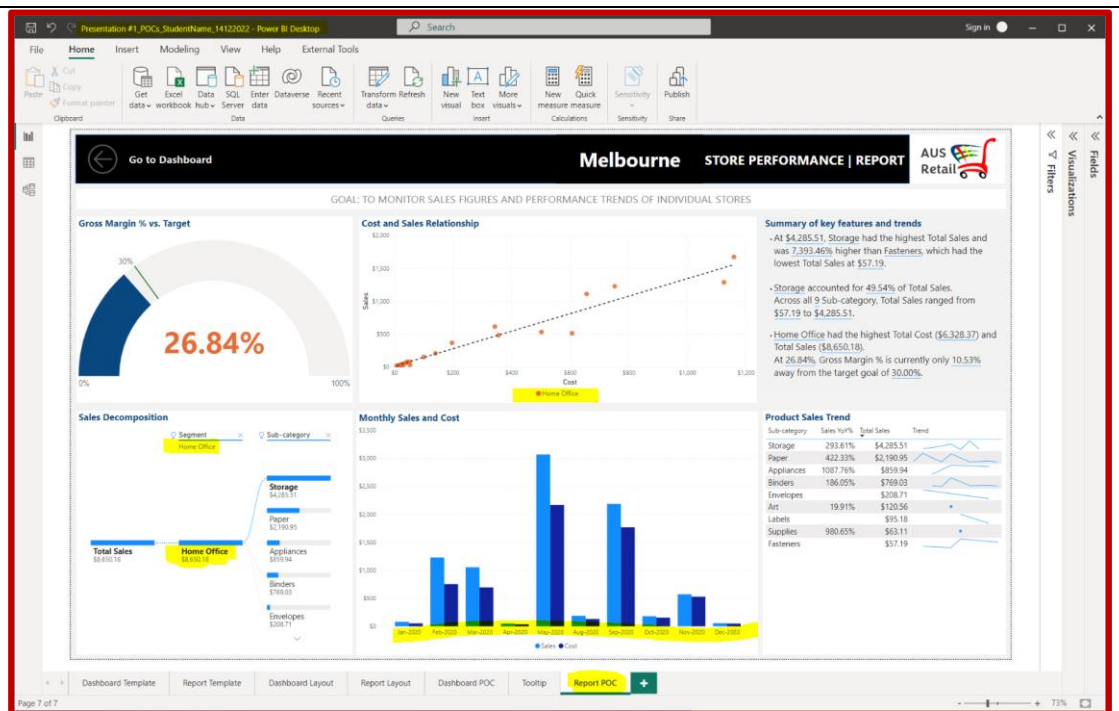 Presentation #1_POCs_StudentName_14122022 - Power BI Desktop
Search
Sign in
File Home Insert Modeling View Help External Tools
Paste
Cut
Copy
Format painter
Get data
Excel workbook
Data hub
SQL Server
Enter data
Dataverse
Recent sources
Transform data
Refresh
New visual
Text box
More visuals
New measure
Quick measure
Sensitivity
Publish
Clipboard Data Queries Insert Calculations Sensitivity Share
Go to Dashboard
Melbourne STORE PERFORMANCE | REPORT
AUS
Retail
Filters
Visualizations
Fields
GOAL: TO MONITOR SALES FIGURES AND PERFORMANCE TRENDS OF INDIVIDUAL STORES
Gross Margin % vs. Target
30%
26.84%
0% 100%
Cost and Sales Relationship
$2,000
$1,500
$1,000
$500
$0
Sales
$0 $200 $400 $600 $800 $1,000 $1,200
Cost
Home Office
Summary of key features and trends
At $4,285.51, Storage had the highest Total Sales and
was 7,393.46% higher than Fasteners, which had the
lowest Total Sales at $57.19.
Storage accounted for 49.54% of Total Sales.
Across all 9 Sub-category, Total Sales ranged from
$57.19 to $4,285.51.
Home Office had the highest Total Cost ($6,328.37) and
Total Sales ($8,650.18).
At 26.84%, Gross Margin % is currently only 10.53%
away from the target goal of 30.00%.
Sales Decomposition
Segment × Sub-category ×
Home Office
Total Sales
$8,650.18
Home Office
$8,650.18
Storage
$4,285.51
Paper
$2,190.95
Appliances
$859.94
Binders
$769.03
Envelopes
$208.71
Monthly Sales and Cost
$3,500
$3,000
$2,500
$2,000
$1,500
$1,000
$500
$0
Jan-2020 Feb-2020 Mar-2020 Apr-2020 May-2020 Aug-2020 Sep-2020 Oct-2020 Nov-2020 Dec-2020
Sales Cost
Product Sales Trend
Sub-category Sales YoY% Total Sales Trend
Storage 293.61% $4,285.51
Paper 422.33% $2,190.95
Appliances 1087.76% $859.94
Binders 186.05% $769.03
Envelopes $208.71
Art 19.91% $120.56
Labels $95.18
Supplies 980.65% $63.11
Fasteners $57.19
Dashboard Template Report Template Dashboard Layout Report Layout Dashboard POC Tooltip Report POC +
Page 7 of 7
- + 73%